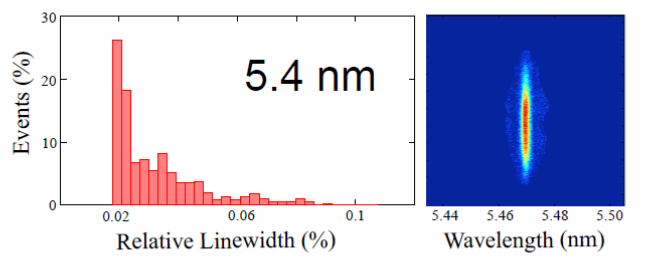 30
20
10
0
Events (%)
5.4 nm
0.02
0.06
0.1
Relative Linewidth (%)
5.44
5.46
5.48
5.50
Wavelength (nm)